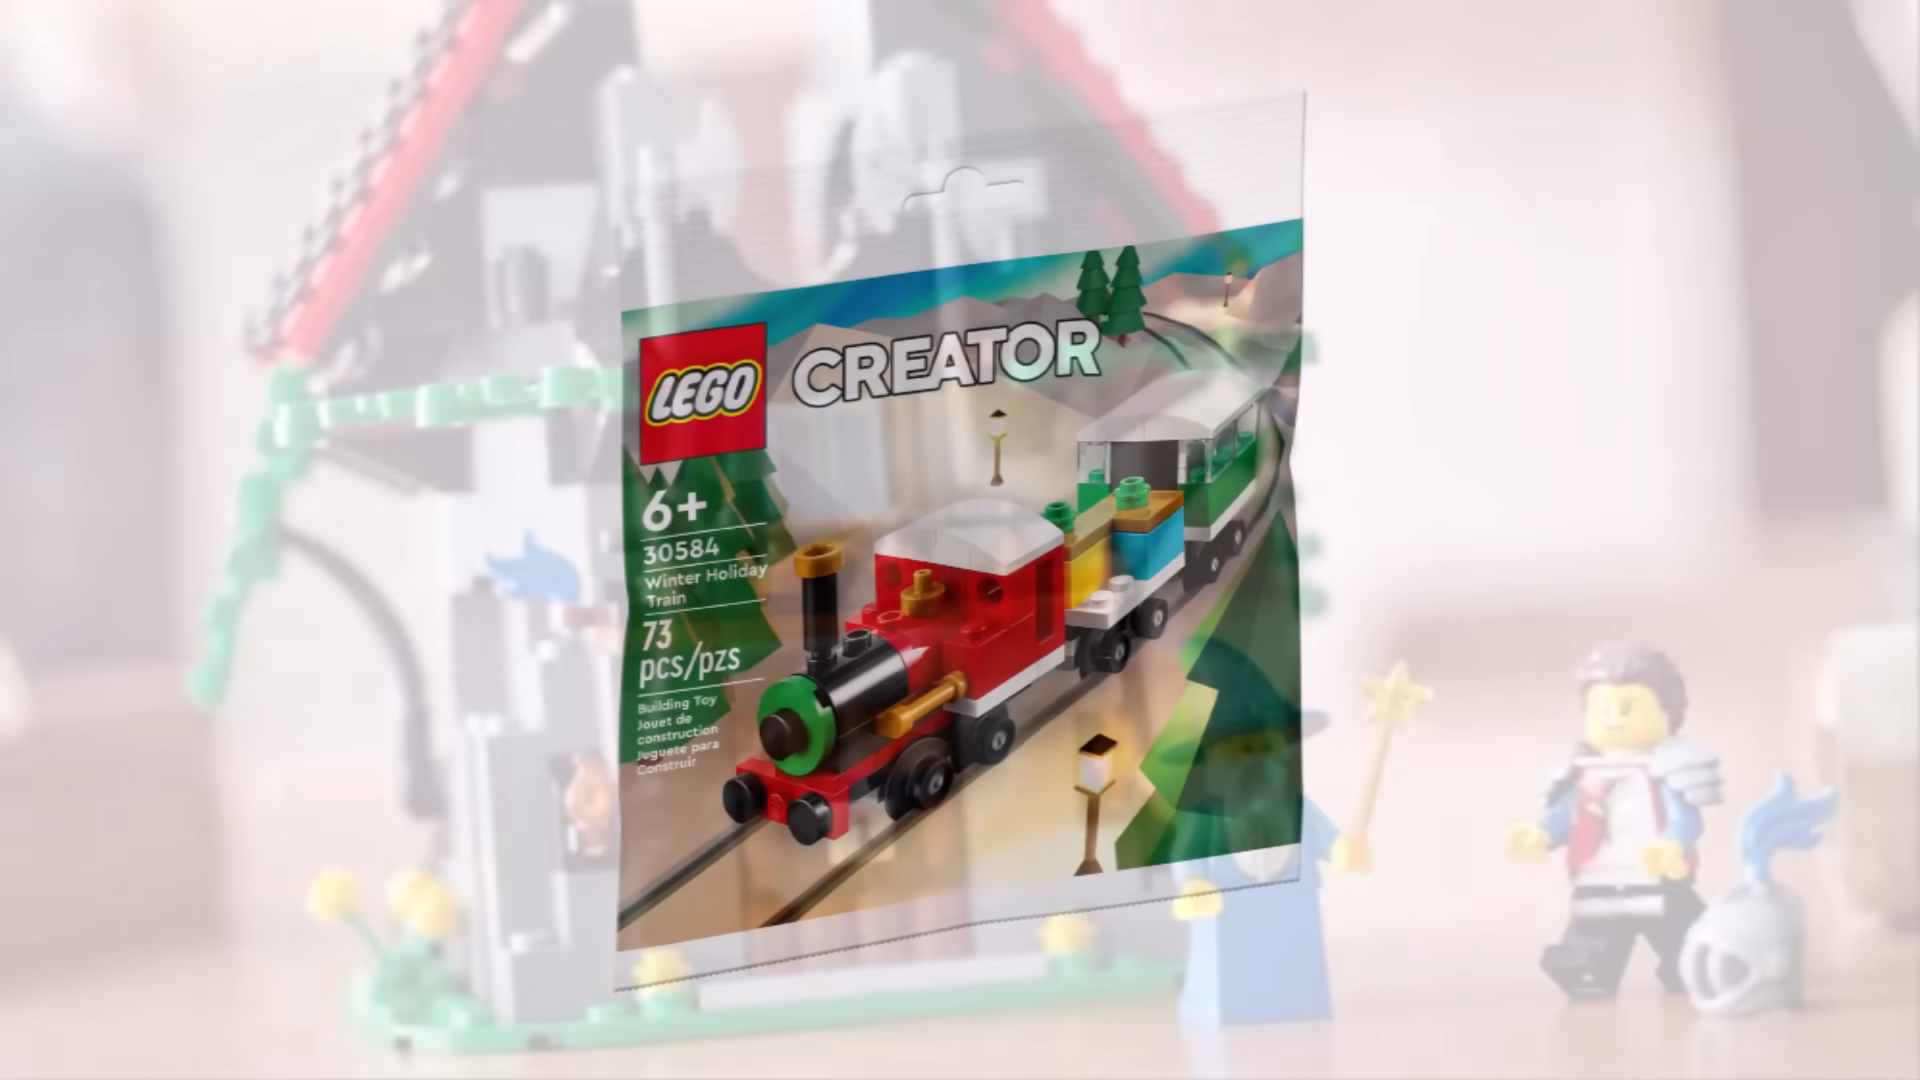 LEGO
CREATOR
6+
30584
Winter Holiday
Train
73
pcs/pzs
Building Toy
Jouet de
construction
Juguete para
Construir